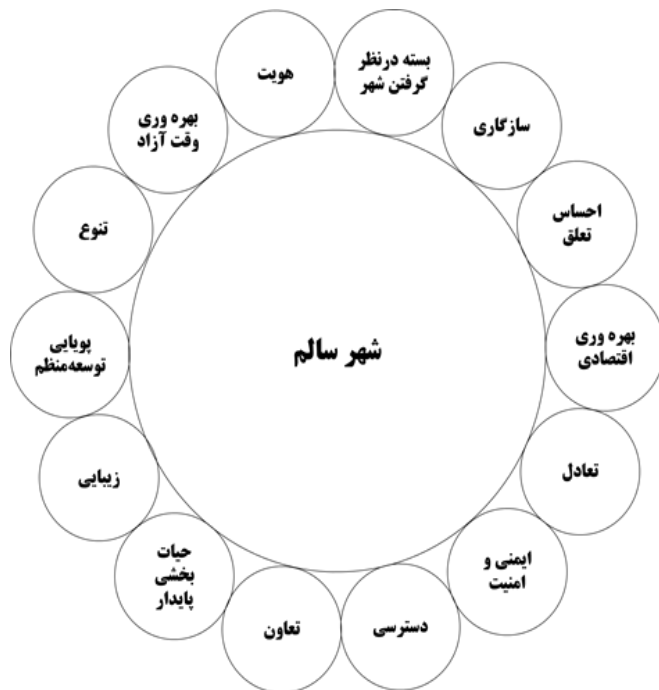 بسته درنظر
گرفتن شهر
سازگاری
احساس
تعلق
بهره وری
اقتصادی
تعادل
ایمنی و
امنیت
دسترسی
تعاون
حیات
بخشی
پایدار
زیبایی
پویایی
توسعه‌منظم
تنوع
بهره وری
وقت آزاد
هویت
شهر سالم